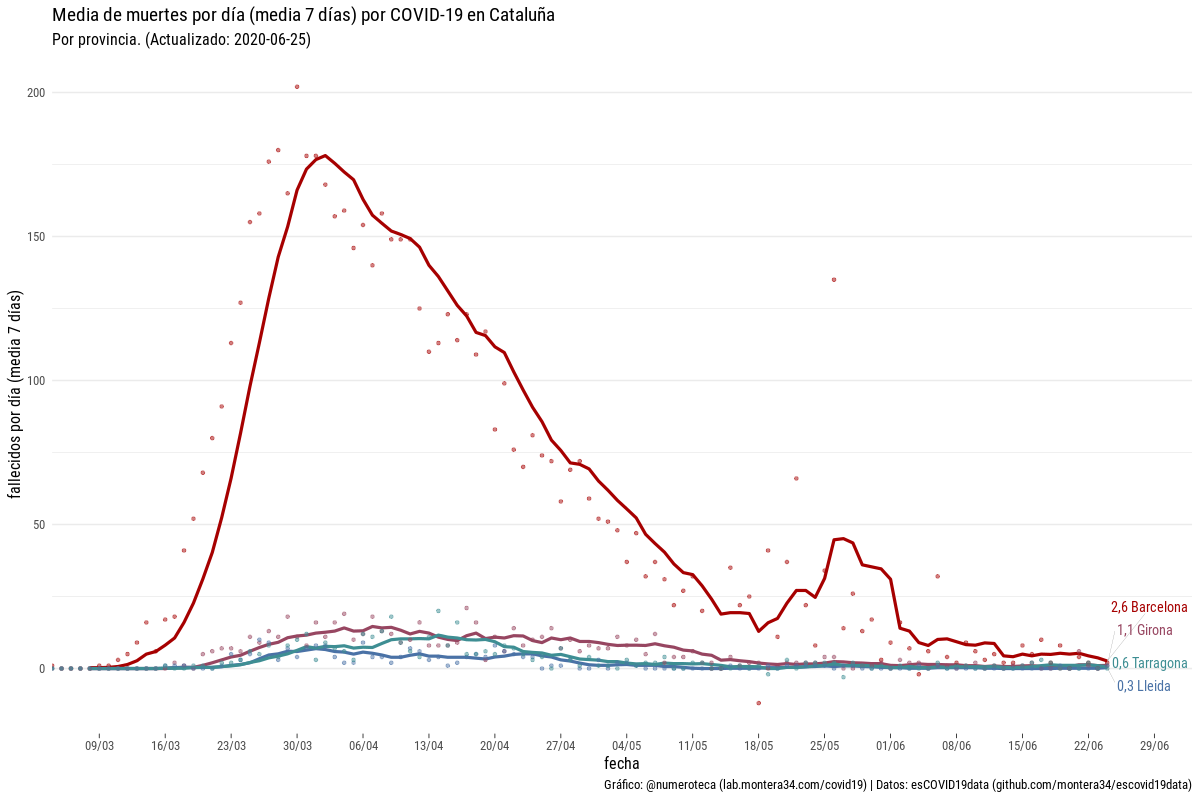 Media de muertes por día (media 7 días) por COVID-19 en Cataluña
Por provincia. (Actualizado: 2020-06-25)
fallecidos por día (media 7 días)
200
150
100
50
0
2,6 Barcelona
1,1 Girona
0,6 Tarragona
0,3 Lleida
09/03 16/03 23/03 30/03 06/04 13/04 20/04 27/04 04/05 11/05 18/05 25/05 01/06 08/06 15/06 22/06 29/06
fecha
Gráfico: @numeroteca (lab.montera34.com/covid19) | Datos: esCOVID19data (github.com/montera34/escovid19data)